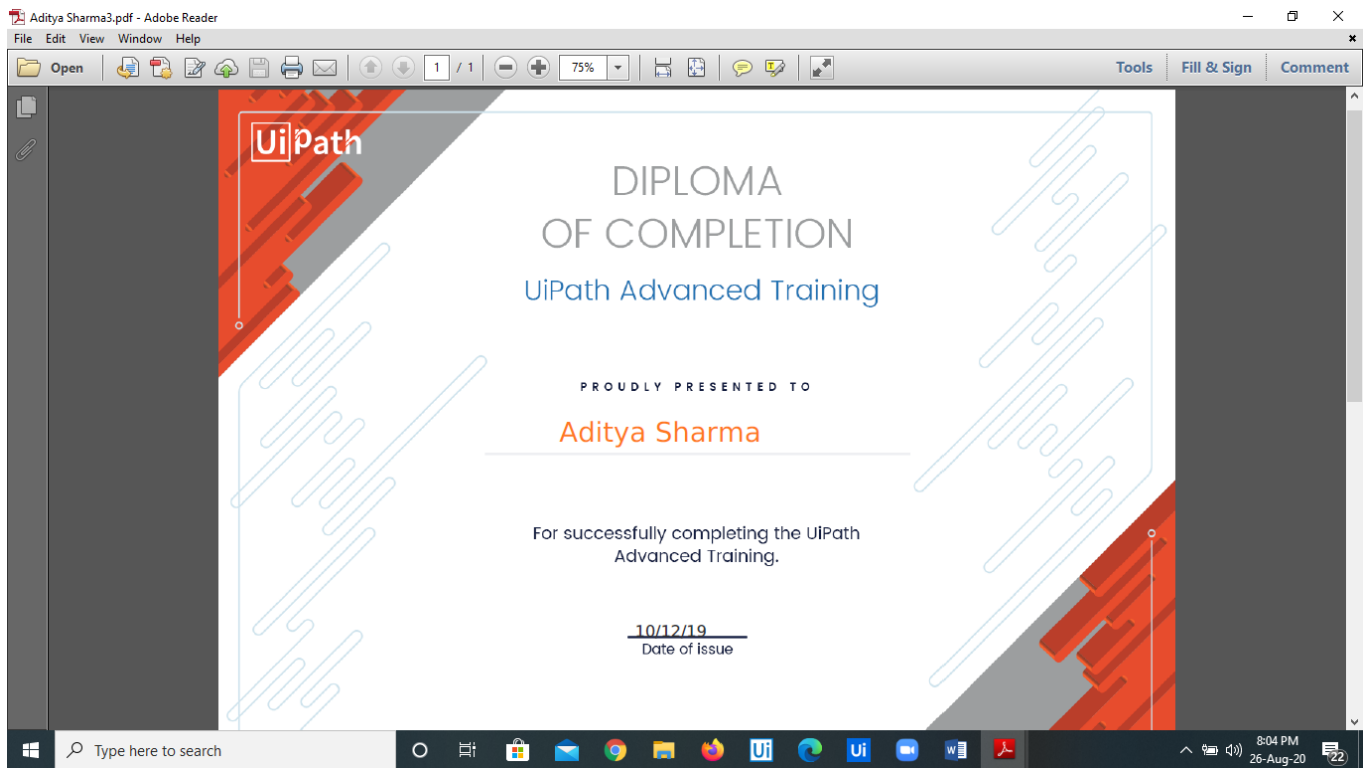 Aditya Sharma3.pdf - Adobe Reader
File Edit View Window Help
Open 1 / 1 75% Tools Fill & Sign Comment
UiPath
DIPLOMA
OF COMPLETION
UiPath Advanced Training
PROUDLY PRESENTED TO
Aditya Sharma
For successfully completing the UiPath
Advanced Training.
10/12/19
Date of issue
Type here to search
Ui
Ui
W
8:04 PM
26-Aug-20
22